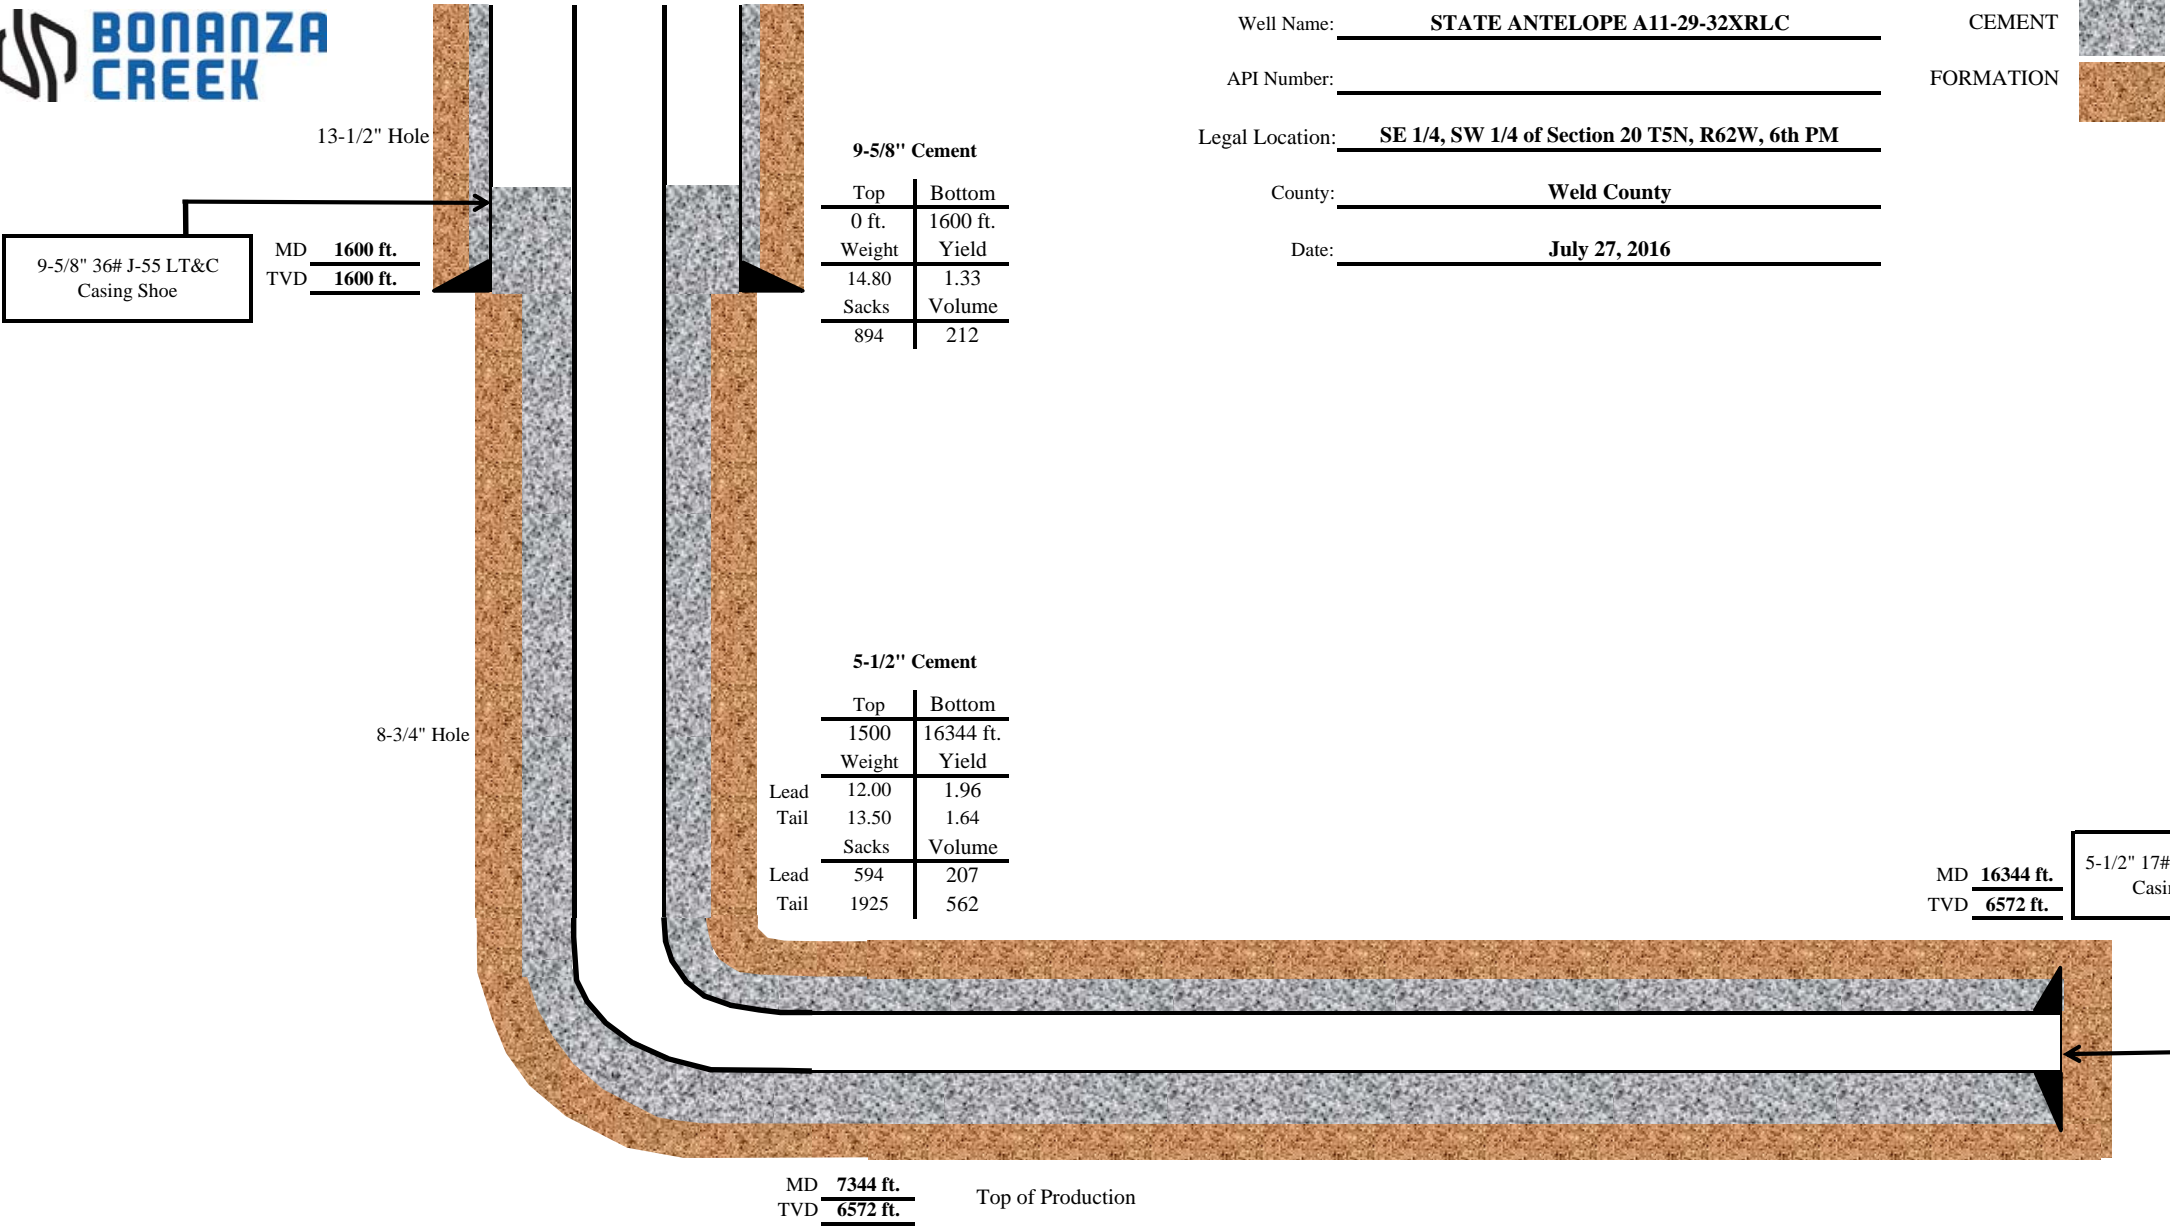 BONANZA
CREEK
Well Name: STATE ANTELOPE A11-29-32XRLC
API Number:
Legal Location: SE 1/4, SW 1/4 of Section 20 T5N, R62W, 6th PM
County: Weld County
Date: July 27, 2016
CEMENT
FORMATION
13-1/2" Hole
9-5/8" 36# J-55 LT&C
Casing Shoe
MD 1600 ft.
TVD 1600 ft.
9-5/8" Cement
Top Bottom
0 ft. 1600 ft.
Weight Yield
14.80 1.33
Sacks Volume
894 212
8-3/4" Hole
5-1/2" Cement
Top Bottom
1500 16344 ft.
Weight Yield
Lead 12.00 1.96
Tail 13.50 1.64
Sacks Volume
Lead 594 207
Tail 1925 562
MD 16344 ft.
TVD 6572 ft.
5-1/2" 17#
MD 7344 ft.
TVD 6572 ft.
Top of Production